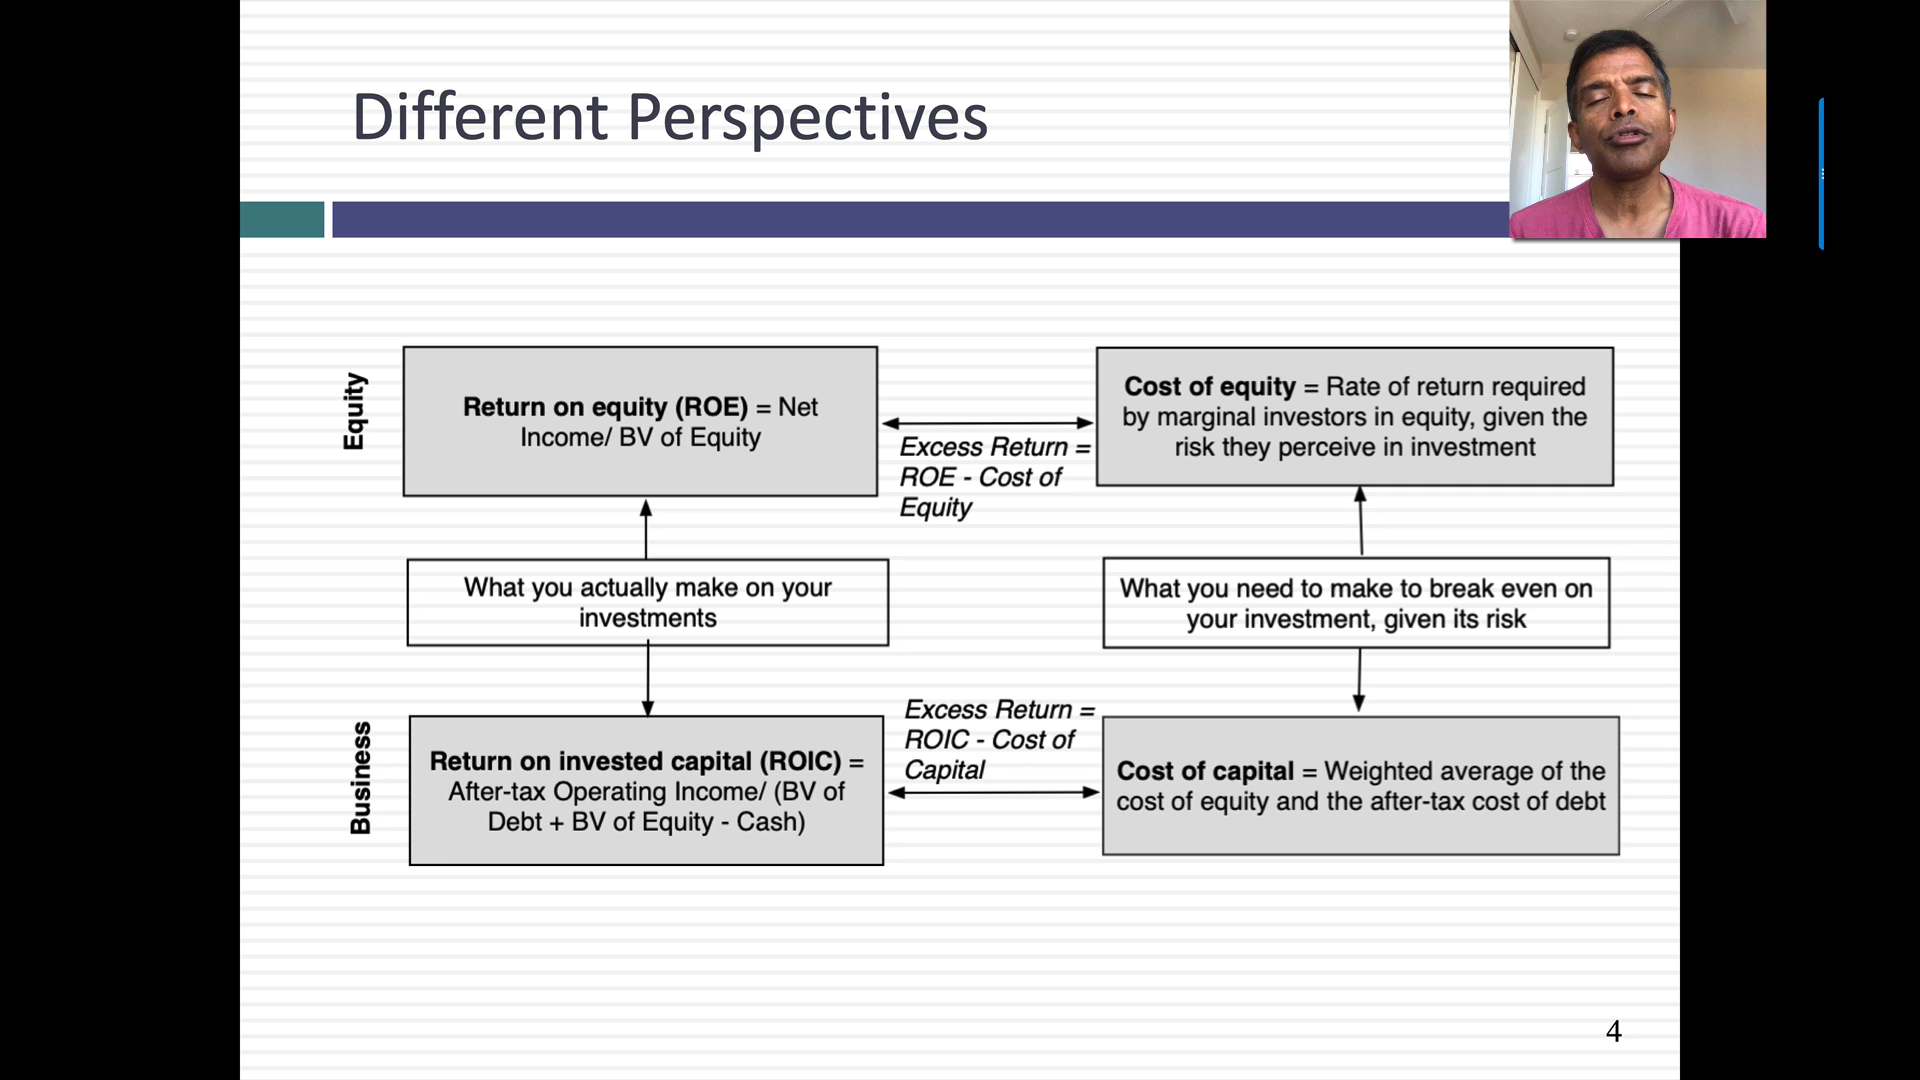 Different Perspectives
Equity
Return on equity (ROE) = Net
Income/ BV of Equity
Excess Return =
ROE - Cost of
Equity
Cost of equity = Rate of return required
by marginal investors in equity, given the
risk they perceive in investment
What you actually make on your
investments
What you need to make to break even on
your investment, given its risk
Business
Return on invested capital (ROIC) =
After-tax Operating Income/ (BV of
Debt + BV of Equity - Cash)
Excess Return =
ROIC - Cost of
Capital
Cost of capital = Weighted average of the
cost of equity and the after-tax cost of debt
4